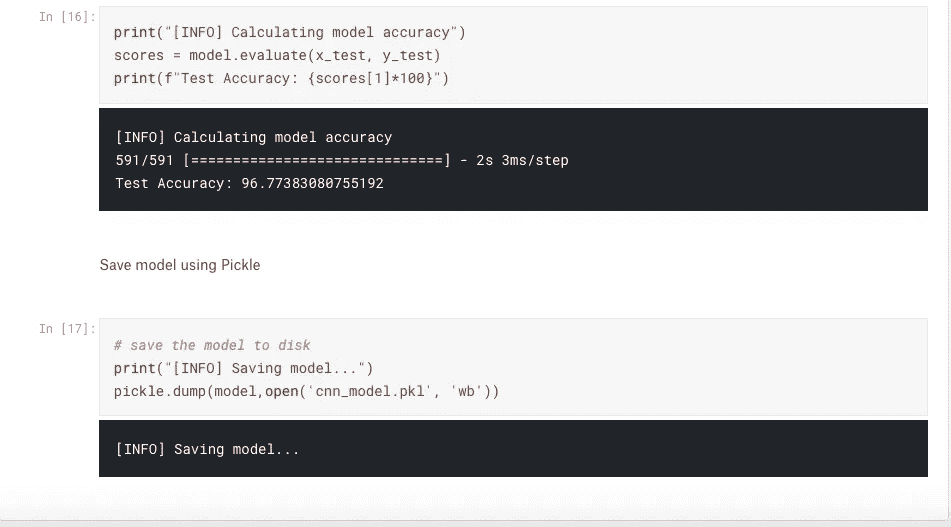 In [16]:
print("[INFO] Calculating model accuracy")
scores = model.evaluate(x_test, y_test)
print(f"Test Accuracy: {scores[1]*100}")
[INFO] Calculating model accuracy
591/591 [==============================] - 2s 3ms/step
Test Accuracy: 96.77383080755192
Save model using Pickle
In [17]:
# save the model to disk
print("[INFO] Saving model...")
pickle.dump(model,open('cnn_model.pkl', 'wb'))
[INFO] Saving model...